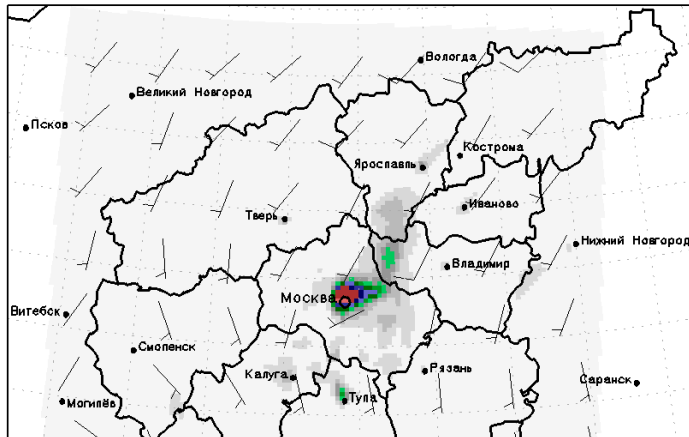 Вологда
Великий Новгород
Псков
Кострома
Ярославль
Иваново
Тверь
Нижний Новгород
Владимир
Москва
Витебск
Смоленск
Калуга
Рязань
Саранск
Могилёв
Тула